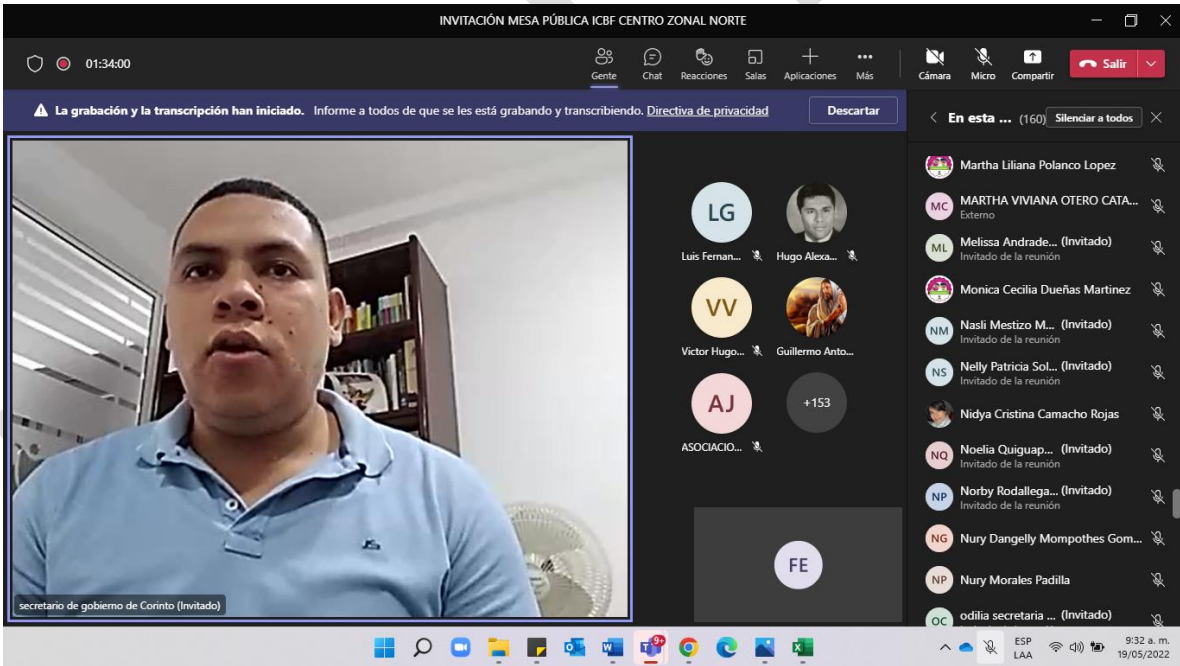 INVITACIÓN MESA PÚBLICA ICBF CENTRO ZONAL NORTE
01:34:00
Gente
Chat
Reacciones
Salas
Aplicaciones
Más
Cámara
Micro
Compartir
Salir
La grabación y la transcripción han iniciado. Informe a todos de que se les está grabando y transcribiendo. Directiva de privacidad
Descartar
En esta ... (160)
Silenciar a todos
secretario de gobierno de Corinto (Invitado)
LG
Luis Fernan...
Hugo Alexa...
VV
Victor Hugo...
Guillermo Anto...
AJ
ASOCIACIO...
+153
FE
Martha Liliana Polanco Lopez
MC
MARTHA VIVIANA OTERO CATA...
Externo
ML
Melissa Andrade... (Invitado)
Invitado de la reunión
Monica Cecilia Dueñas Martinez
NM
Nasli Mestizo M... (Invitado)
Invitado de la reunión
NS
Nelly Patricia Sol... (Invitado)
Invitado de la reunión
Nidya Cristina Camacho Rojas
NQ
Noelia Quiguap... (Invitado)
Invitado de la reunión
NP
Norby Rodallega... (Invitado)
Invitado de la reunión
NG
Nury Dangelly Mompothes Gom...
NP
Nury Morales Padilla
OC
odilia secretaria ... (Invitado)
9+
ESP
LAA
9:32 a. m.
19/05/2022